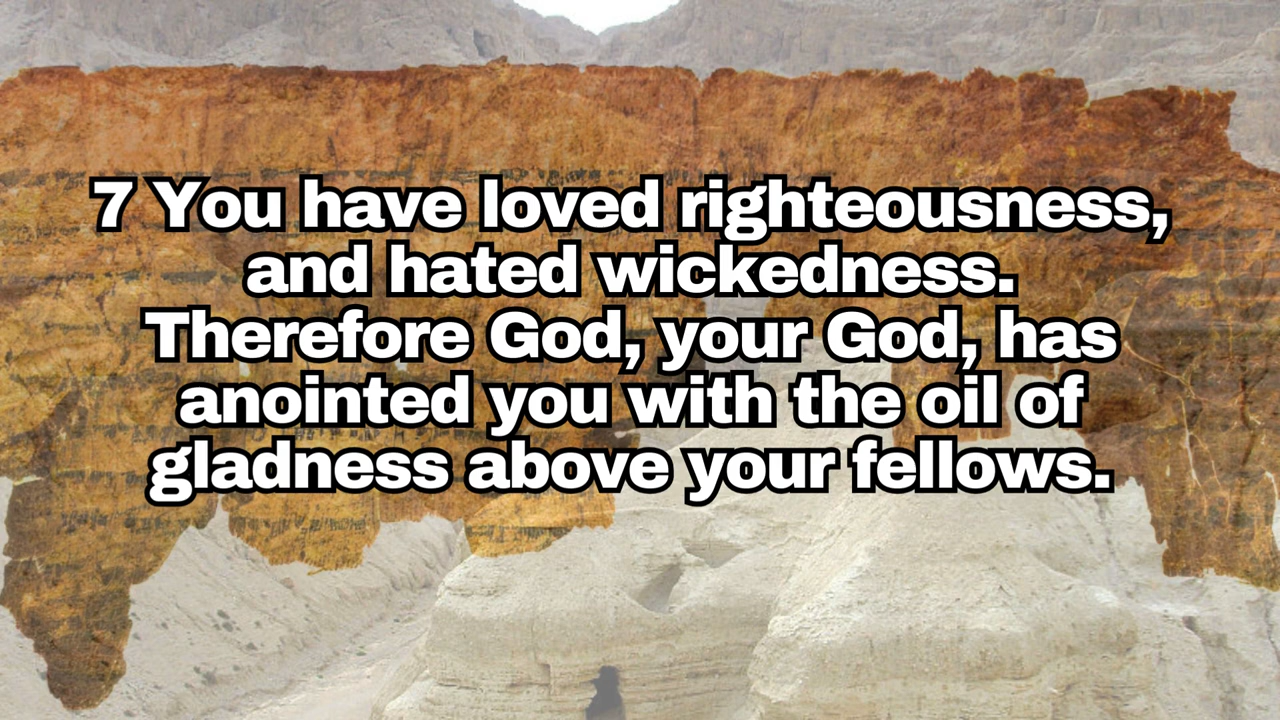 7 You have loved righteousness,
and hated wickedness.
Therefore God, your God, has
anointed you with the oil of
gladness above your fellows.